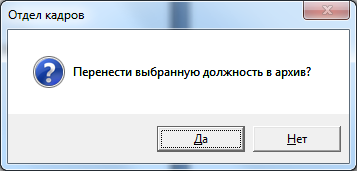 Отдел кадров
Перенести выбранную должность в архив?
Да
Нет